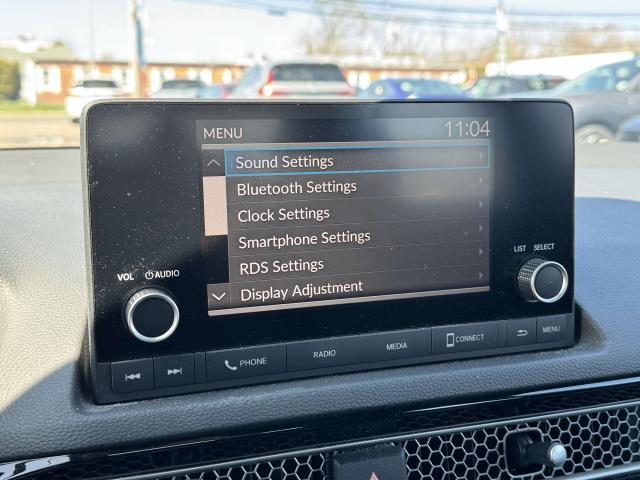 MENU 11:04
Sound Settings
Bluetooth Settings
Clock Settings
Smartphone Settings
RDS Settings
Display Adjustment
VOL AUDIO
LIST SELECT
PHONE RADIO MEDIA CONNECT MENU